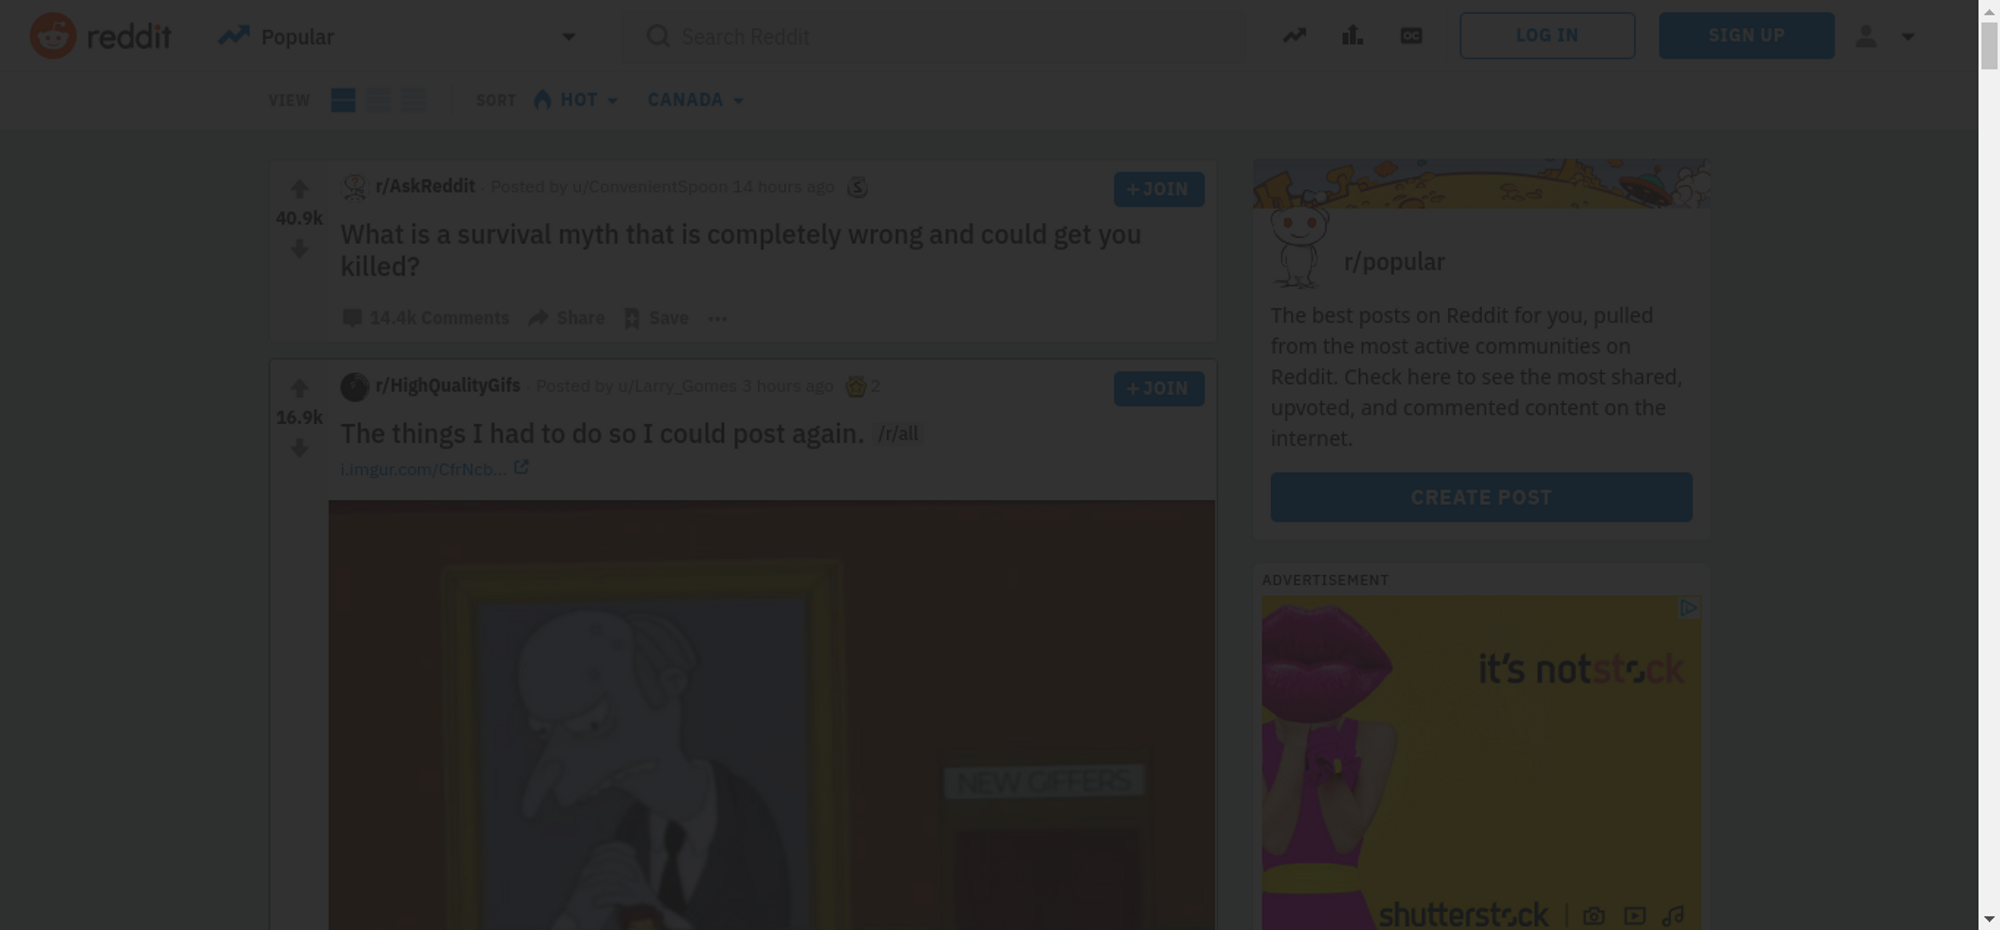 reddit
Popular
Search Reddit
OC
LOG IN
SIGN UP
VIEW
SORT
HOT
CANADA
r/AskReddit · Posted by u/ConvenientSpoon 14 hours ago S
+ JOIN
40.9k
What is a survival myth that is completely wrong and could get you
killed?
14.4k Comments
Share
Save
r/HighQualityGifs · Posted by u/Larry_Gomes 3 hours ago 2
+ JOIN
16.9k
The things I had to do so I could post again. /r/all
i.imgur.com/CfrNcb...
NEW GIFFERS
r/popular
The best posts on Reddit for you, pulled
from the most active communities on
Reddit. Check here to see the most shared,
upvoted, and commented content on the
internet.
CREATE POST
ADVERTISEMENT
it's notstock
shutterstock